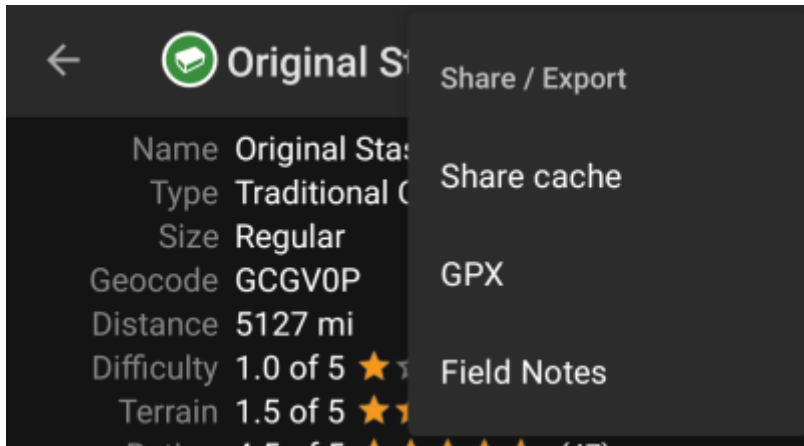 Original S
Share / Export
Name Original Stas
Type Traditional
Share cache
Size Regular
Geocode GCGV0P
GPX
Distance 5127 mi
Difficulty 1.0 of 5
Field Notes
Terrain 1.5 of 5